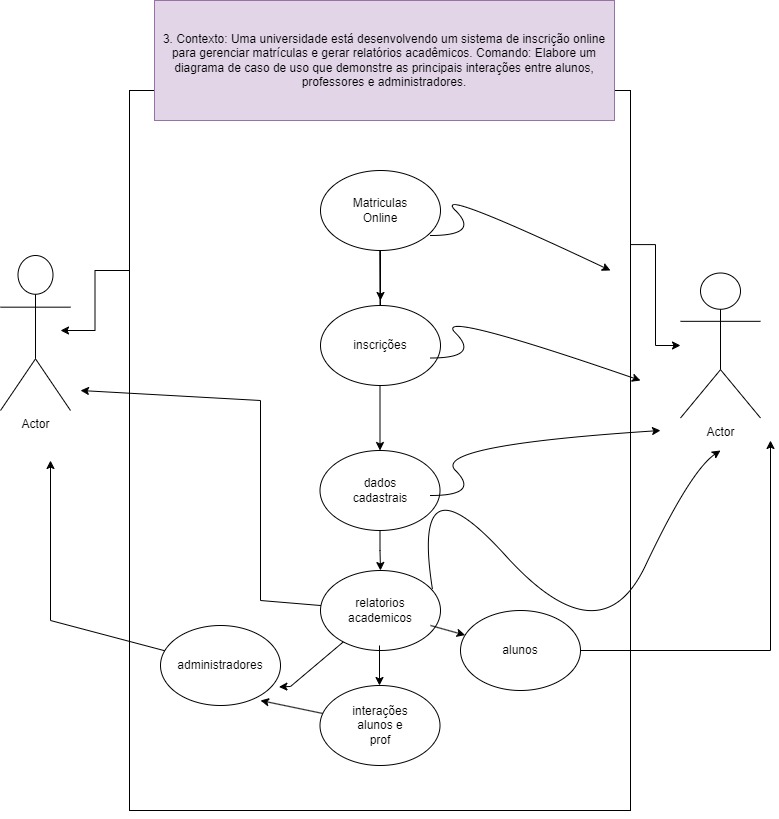 3. Contexto: Uma universidade está desenvolvendo um sistema de inscrição online
para gerenciar matrículas e gerar relatórios acadêmicos. Comando: Elabore um
diagrama de caso de uso que demonstre as principais interações entre alunos,
professores e administradores.
Matriculas
Online
inscrições
Actor
Actor
dados
cadastrais
relatorios
academicos
administradores
alunos
interações
alunos e
prof